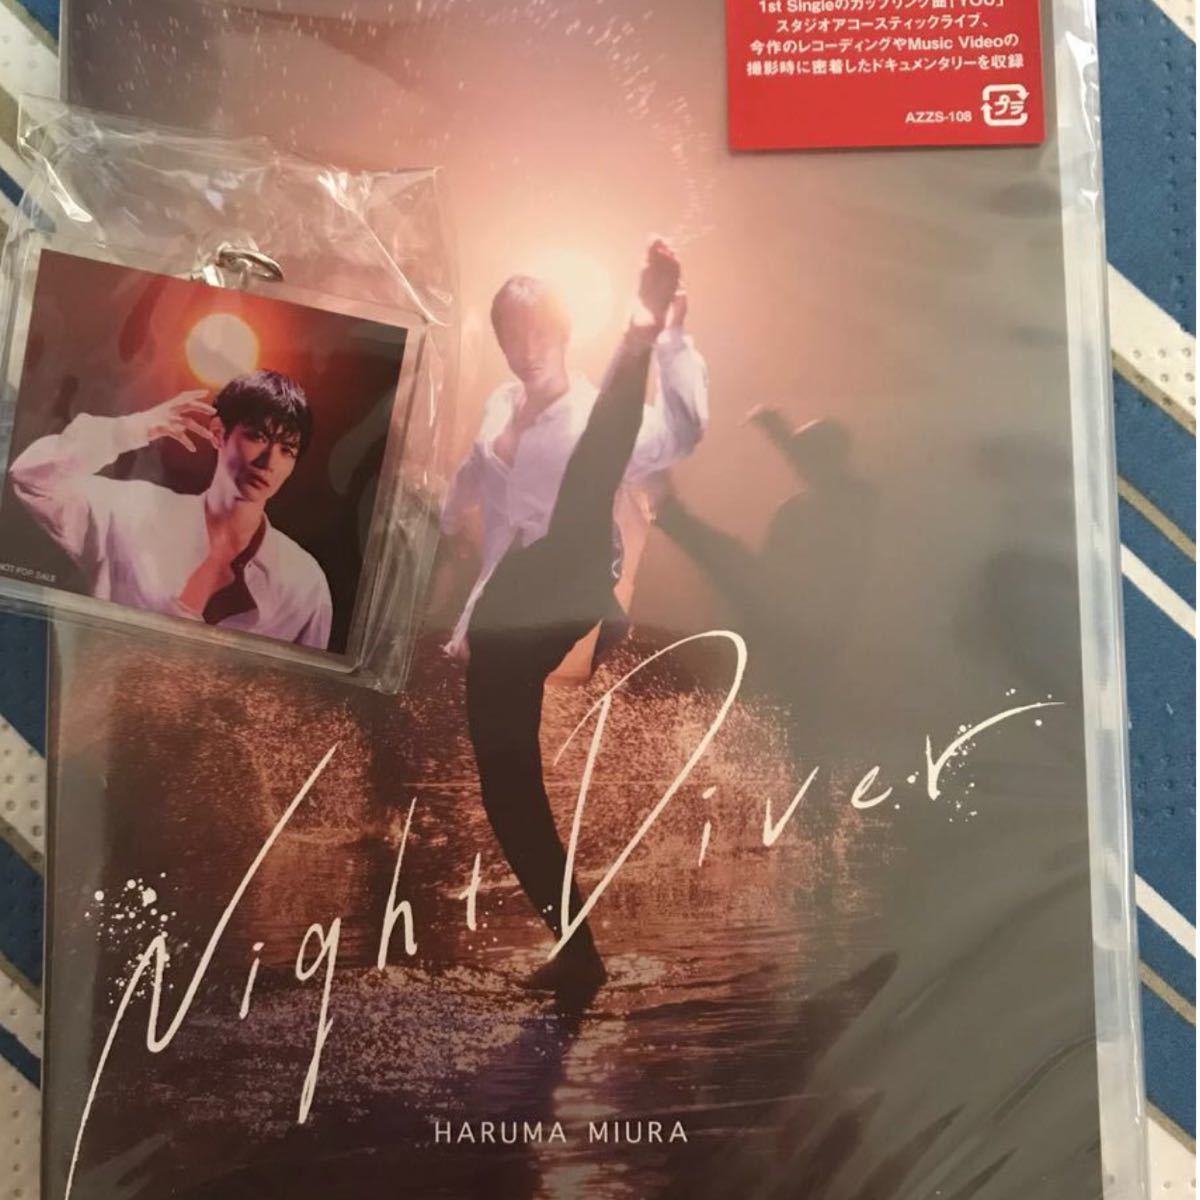 1st Singleのカップリング曲「YOU」
スタジオアコースティックライブ、
今作のレコーディングやMusic Videoの
撮影時に密着したドキュメンタリーを収録
AZZS-108
プラ
NOT FOR SALE
Night Diver
HARUMA MIURA